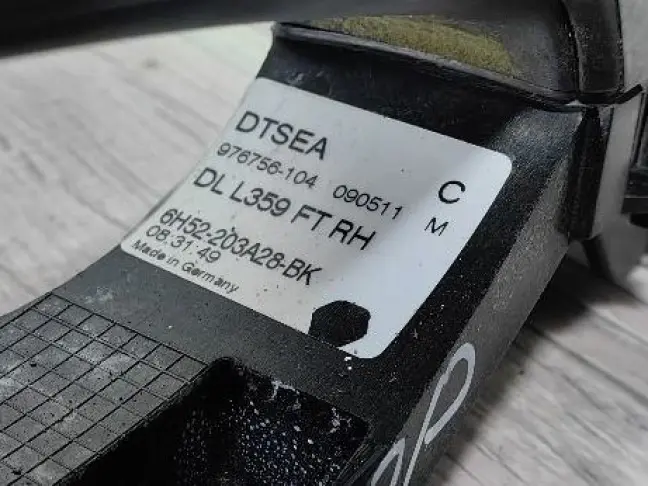 DTSEA
C
976756-104 090511
M
DL L359 FT RH
6H52-203A28-BK
08:31:49
Made in Germany